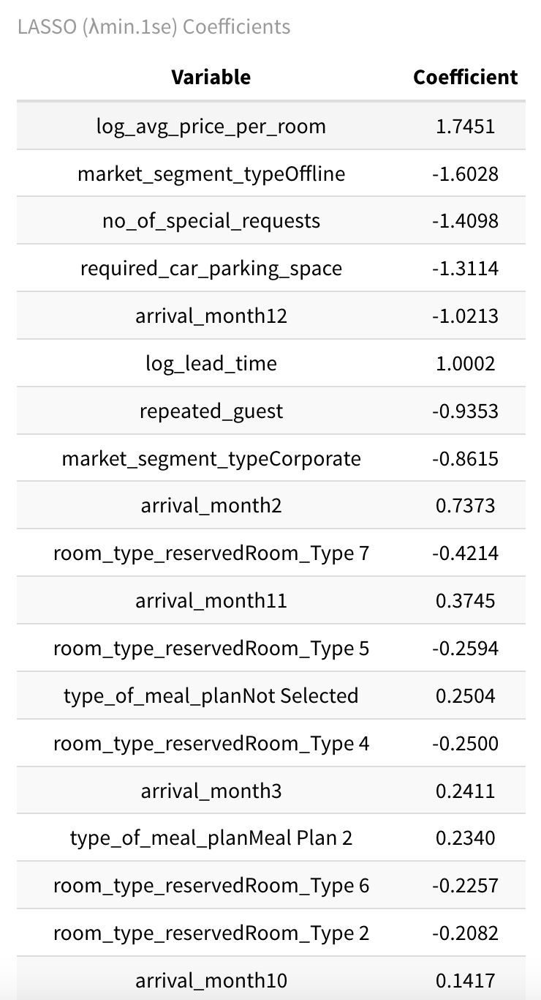 LASSO (λmin.1se) Coefficients
Variable Coefficient
log_avg_price_per_room 1.7451
market_segment_typeOffline -1.6028
no_of_special_requests -1.4098
required_car_parking_space -1.3114
arrival_month12 -1.0213
log_lead_time 1.0002
repeated_guest -0.9353
market_segment_typeCorporate -0.8615
arrival_month2 0.7373
room_type_reservedRoom_Type 7 -0.4214
arrival_month11 0.3745
room_type_reservedRoom_Type 5 -0.2594
type_of_meal_planNot Selected 0.2504
room_type_reservedRoom_Type 4 -0.2500
arrival_month3 0.2411
type_of_meal_planMeal Plan 2 0.2340
room_type_reservedRoom_Type 6 -0.2257
room_type_reservedRoom_Type 2 -0.2082
arrival_month10 0.1417